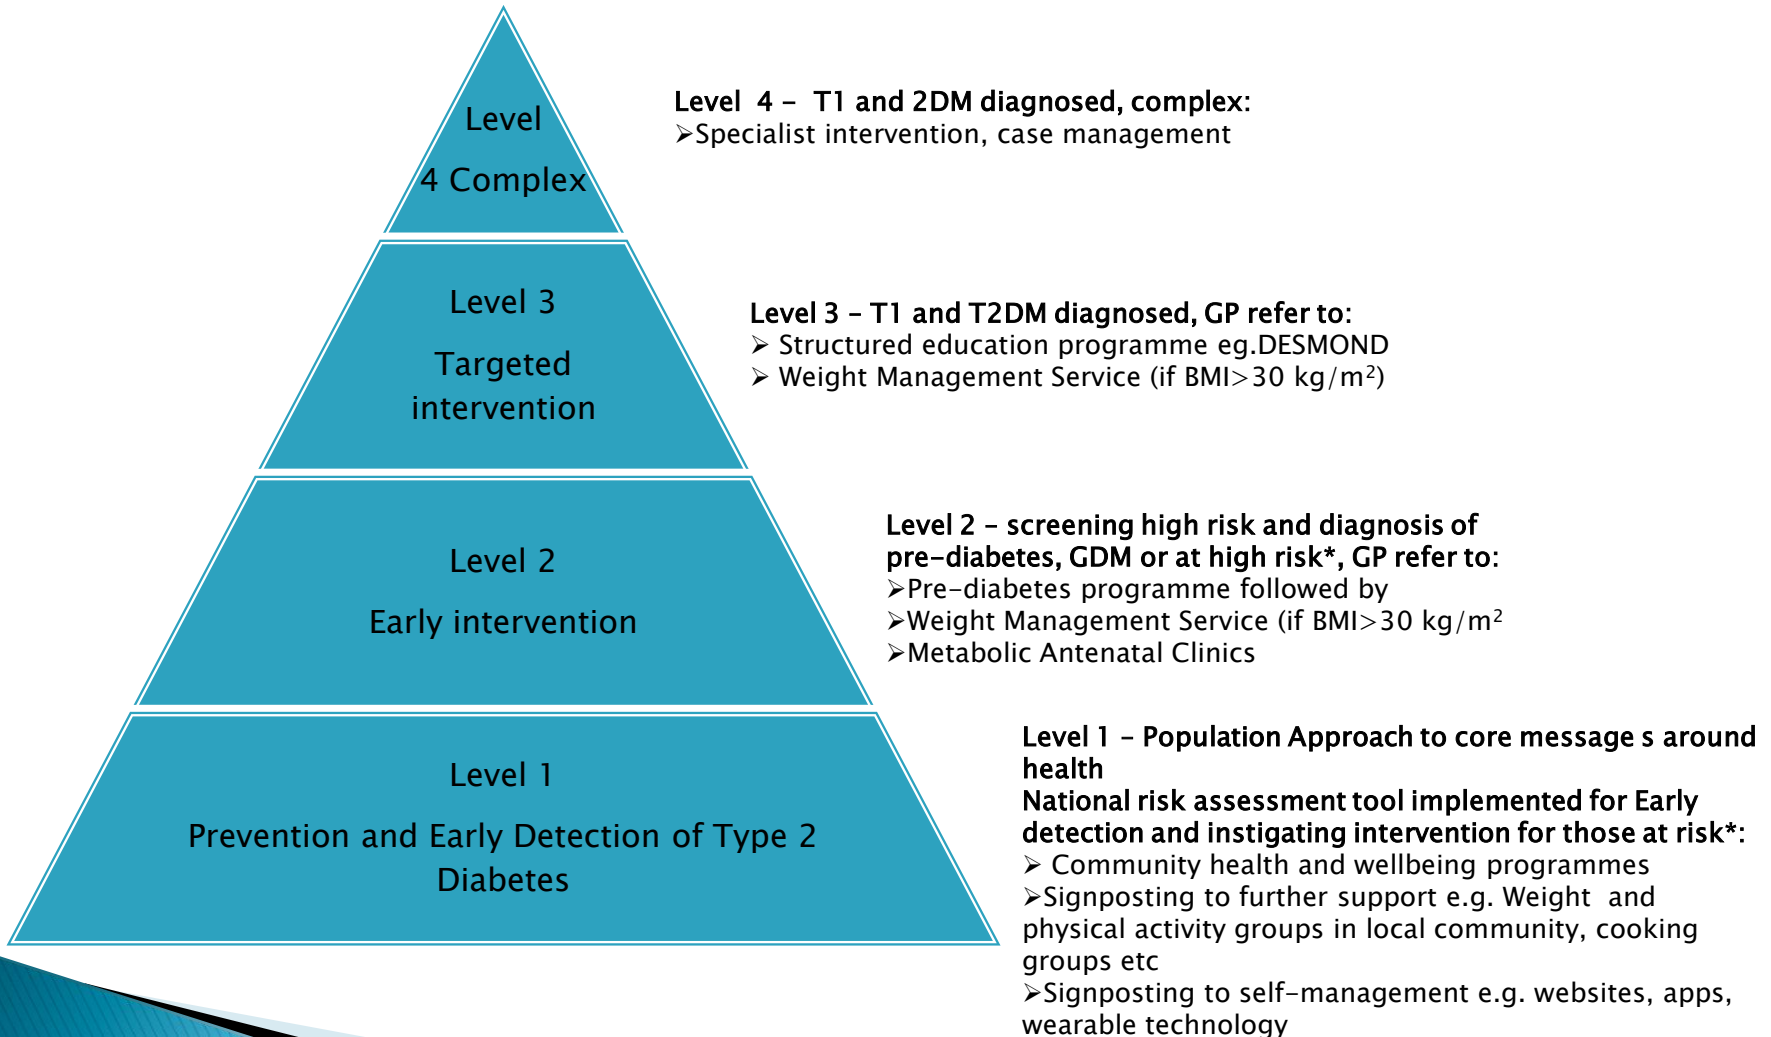 Level
4 Complex
Level 4 – T1 and 2DM diagnosed, complex:
➢Specialist intervention, case management
Level 3
Targeted
intervention
Level 3 – T1 and T2DM diagnosed, GP refer to:
➢ Structured education programme eg.DESMOND
➢ Weight Management Service (if BMI>30 kg/m²)
Level 2
Early intervention
Level 2 – screening high risk and diagnosis of
pre–diabetes, GDM or at high risk*, GP refer to:
➢Pre–diabetes programme followed by
➢Weight Management Service (if BMI>30 kg/m²
➢Metabolic Antenatal Clinics
Level 1
Prevention and Early Detection of Type 2
Diabetes
Level 1 – Population Approach to core message s around
health
National risk assessment tool implemented for Early
detection and instigating intervention for those at risk*:
➢ Community health and wellbeing programmes
➢Signposting to further support e.g. Weight and
physical activity groups in local community, cooking
groups etc
➢Signposting to self–management e.g. websites, apps,
wearable technology